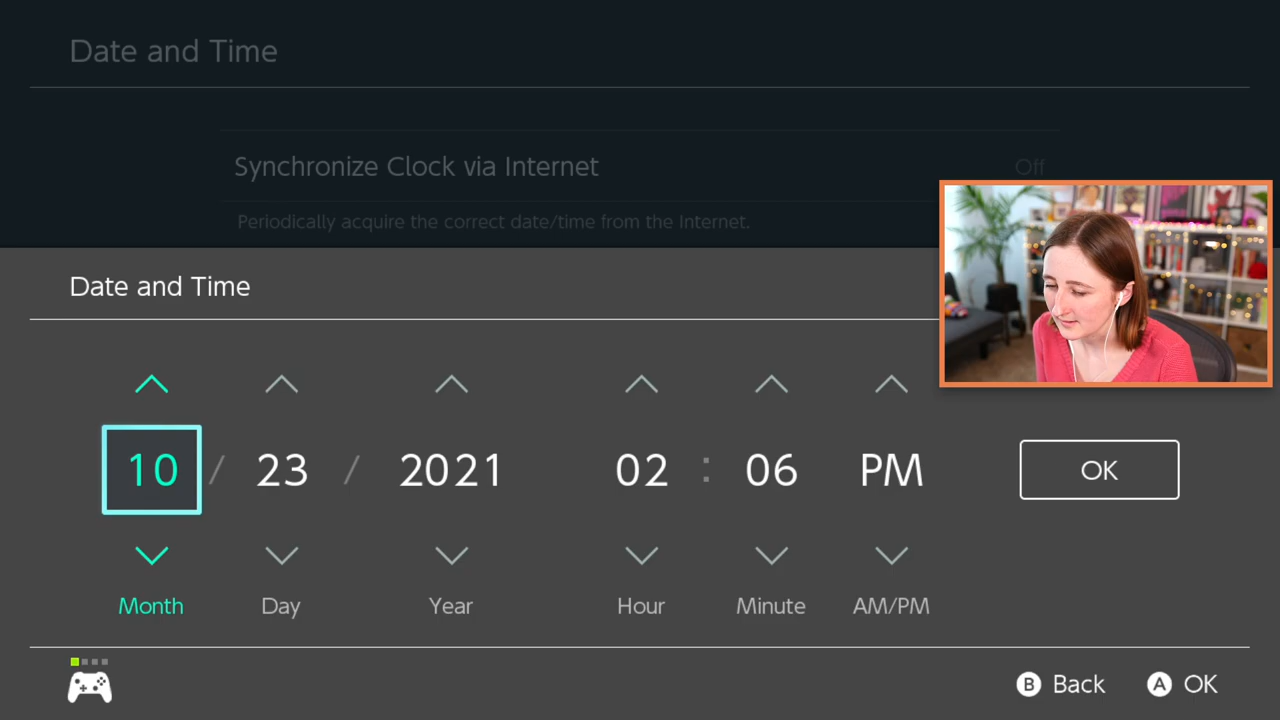 Date and Time
Synchronize Clock via Internet Off
Periodically acquire the correct date/time from the Internet.
Date and Time
10 / 23 / 2021 02 : 06 PM OK
Month Day Year Hour Minute AM/PM
B Back A OK